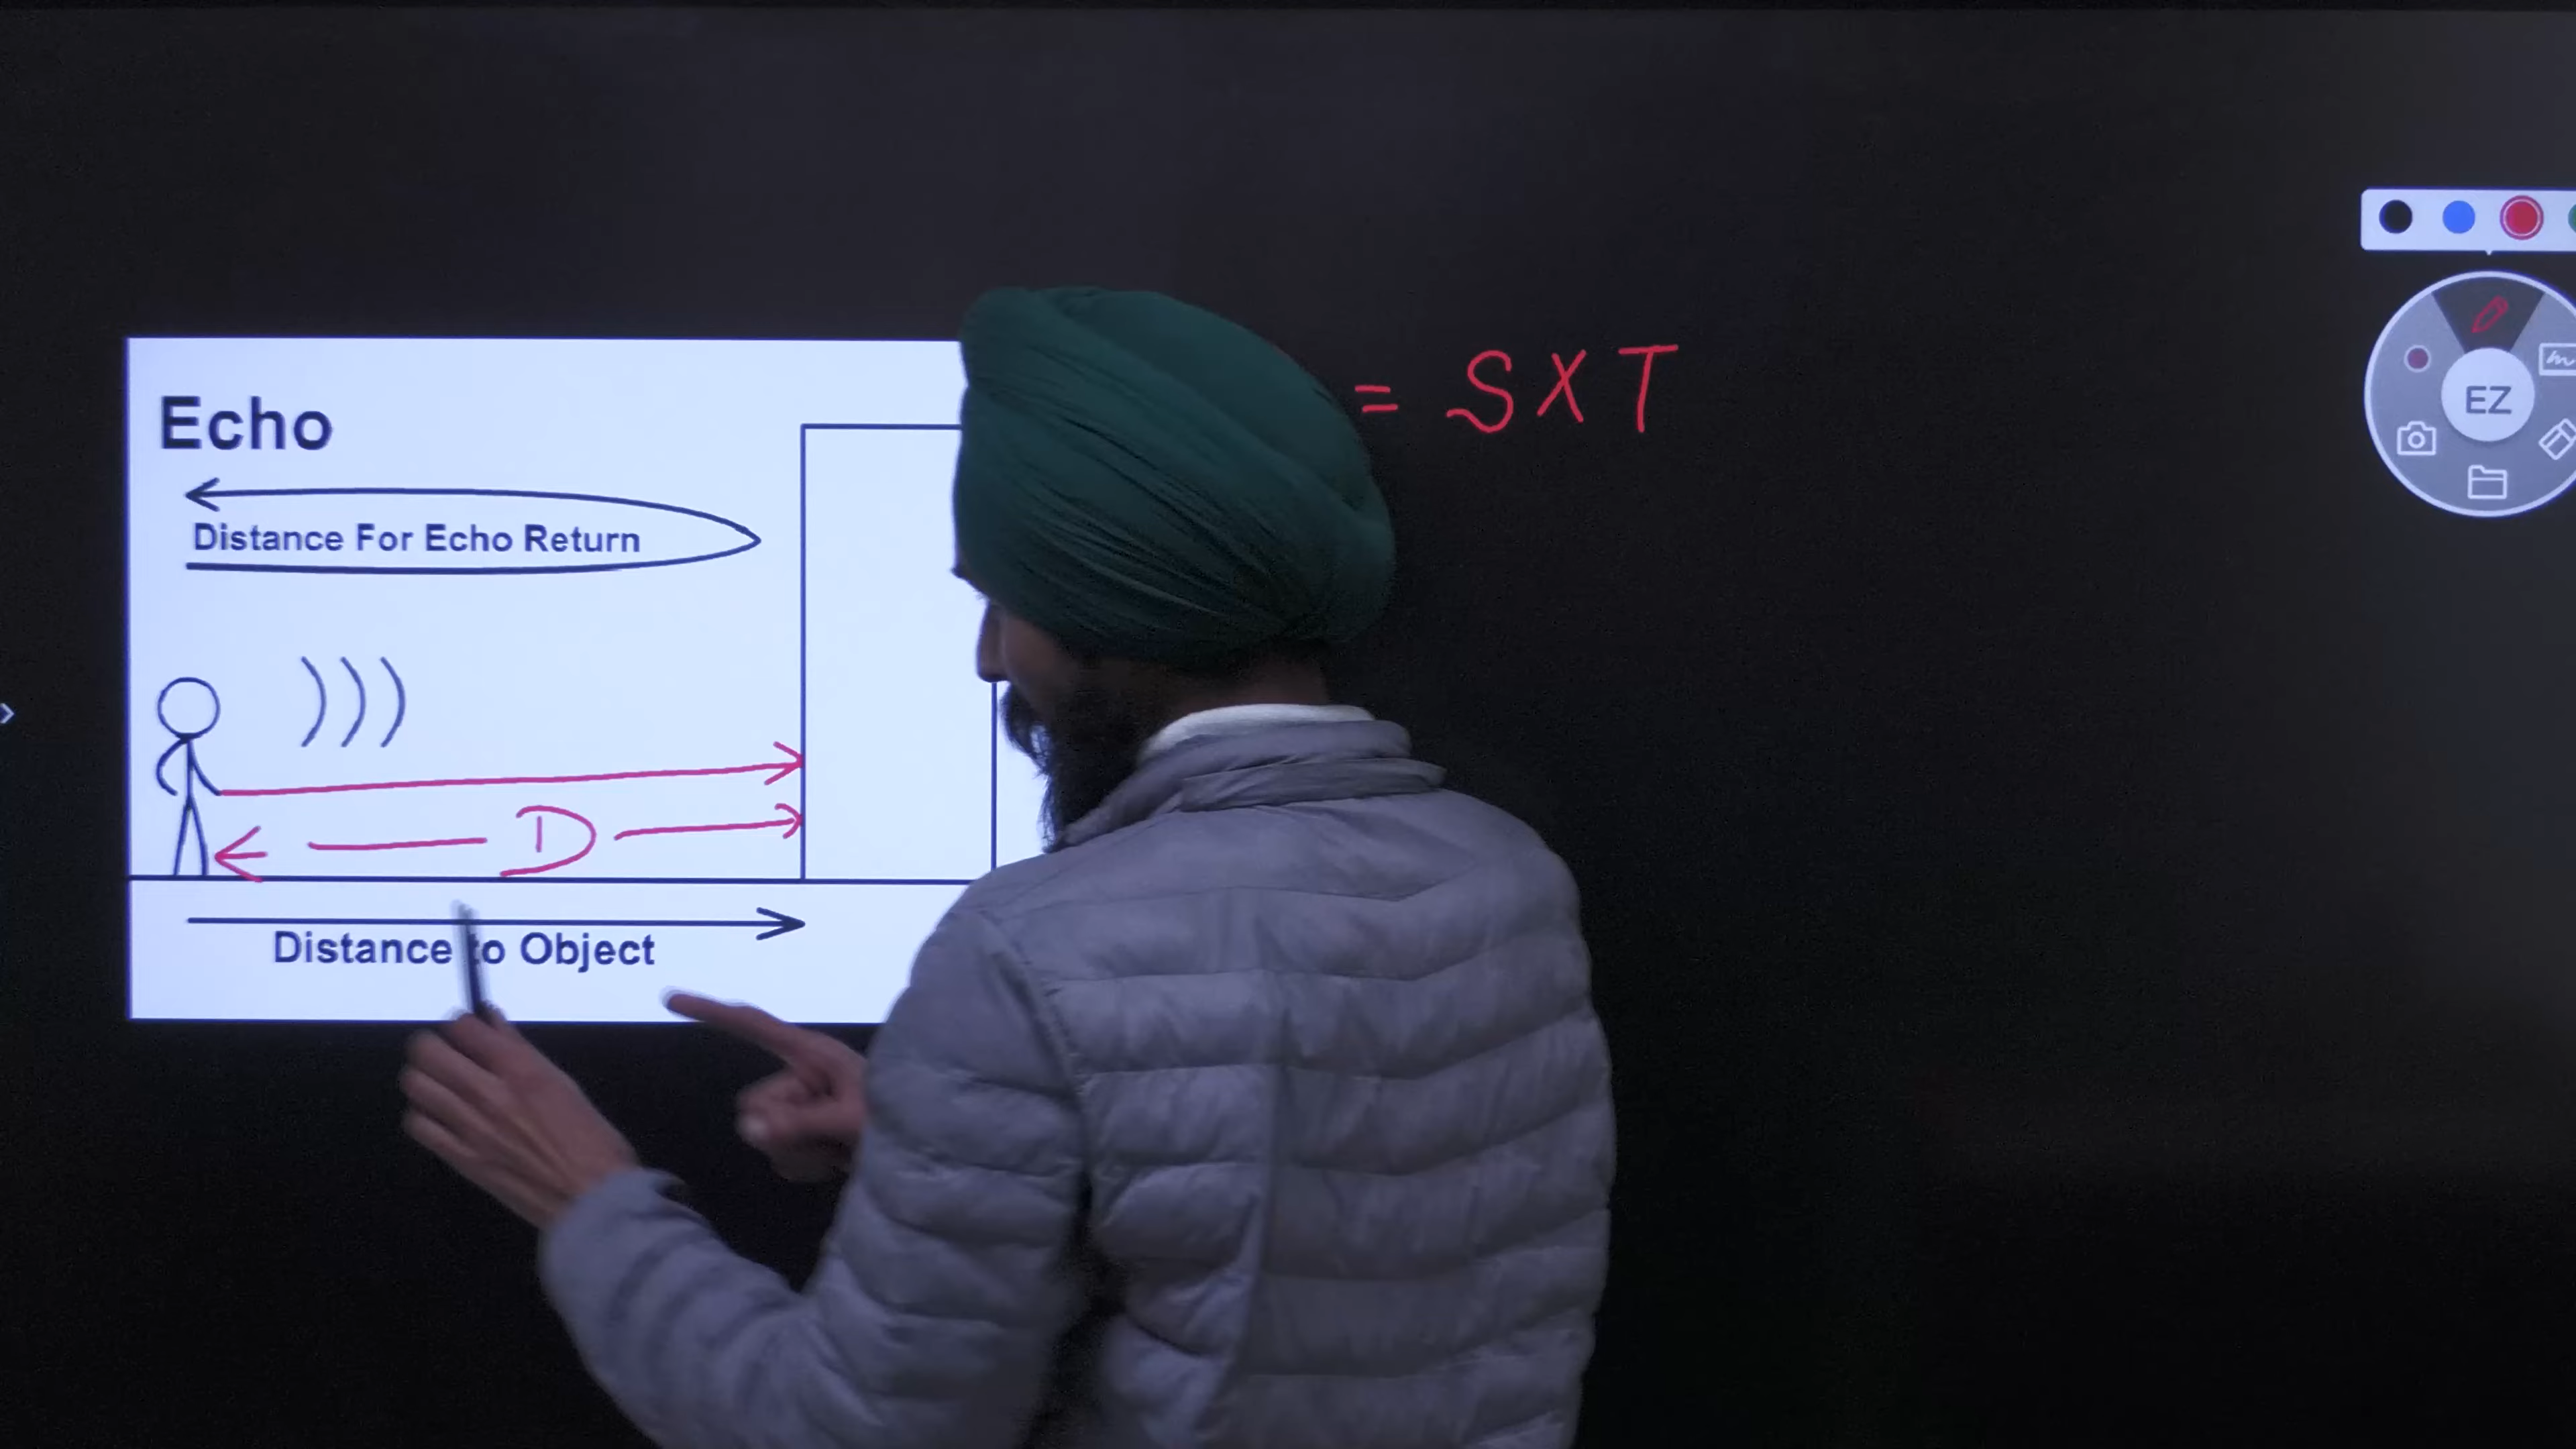 Echo
= S X T
Distance For Echo Return
D
Distance to Object
EZ